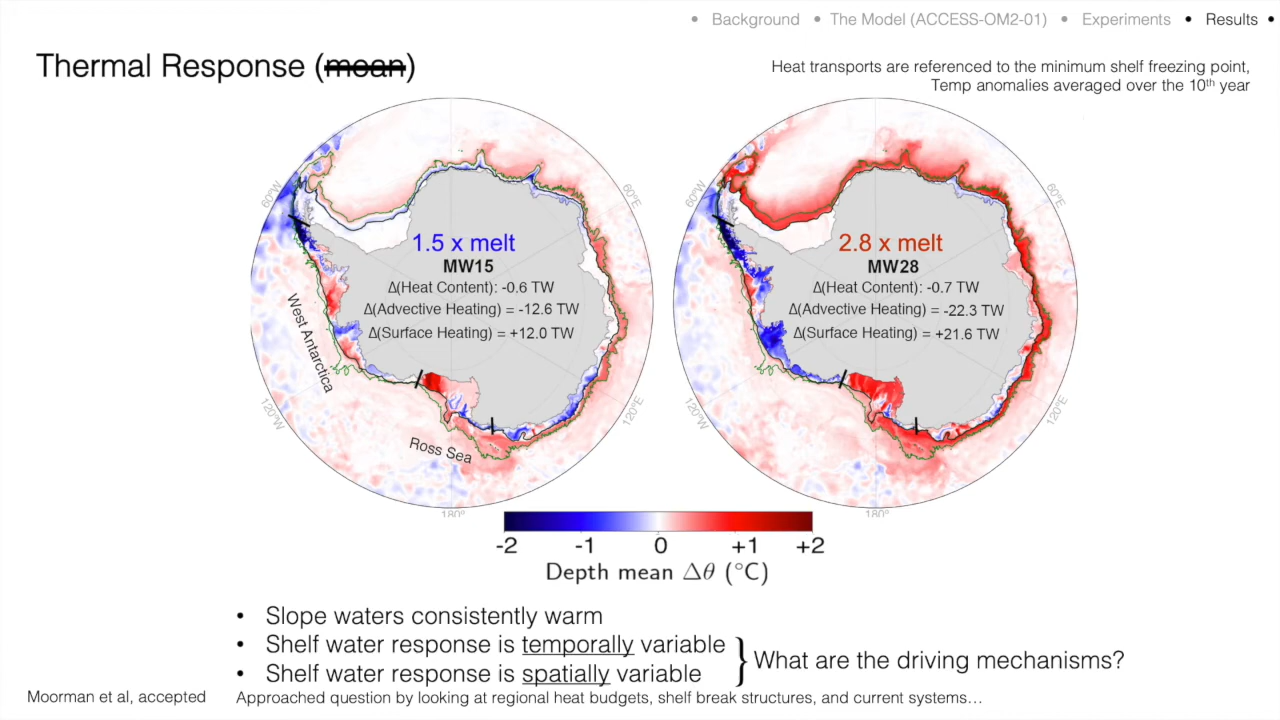 • Background • The Model (ACCESS-OM2-01) • Experiments • Results •
Thermal Response (mean)
Heat transports are referenced to the minimum shelf freezing point,
Temp anomalies averaged over the 10th year
60°W
60°E
1.5 x melt
MW15
Δ(Heat Content): -0.6 TW
Δ(Advective Heating) = -12.6 TW
Δ(Surface Heating) = +12.0 TW
West Antarctica
120°W
120°E
Ross Sea
180°
60°W
60°E
2.8 x melt
MW28
Δ(Heat Content): -0.7 TW
Δ(Advective Heating) = -22.3 TW
Δ(Surface Heating) = +21.6 TW
120°W
120°E
180°
-2 -1 0 +1 +2
Depth mean Δθ (°C)
• Slope waters consistently warm
• Shelf water response is temporally variable
• Shelf water response is spatially variable
} What are the driving mechanisms?
Moorman et al, accepted
Approached question by looking at regional heat budgets, shelf break structures, and current systems…